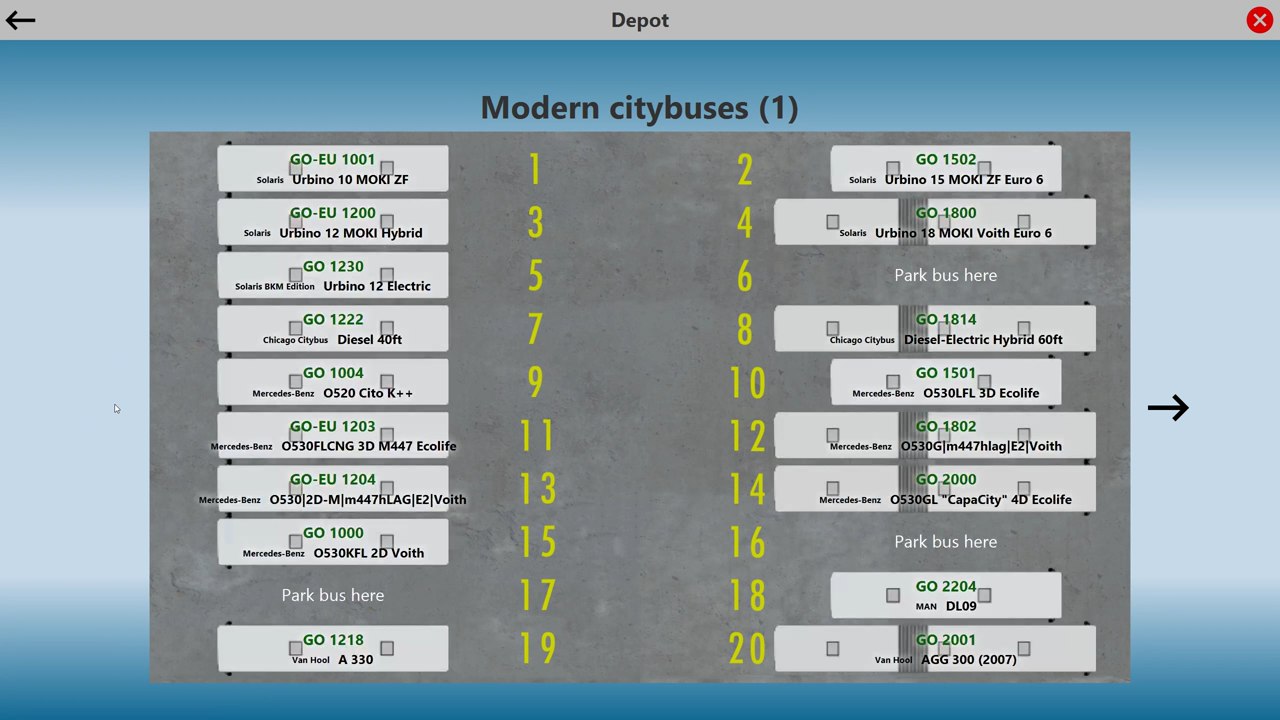 Depot
Modern citybuses (1)
GO-EU 1001
Solaris Urbino 10 MOKI ZF
1
2
GO 1502
Solaris Urbino 15 MOKI ZF Euro 6
GO-EU 1200
Solaris Urbino 12 MOKI Hybrid
3
4
GO 1800
Solaris Urbino 18 MOKI Voith Euro 6
GO 1230
Solaris BKM Edition Urbino 12 Electric
5
6
Park bus here
GO 1222
Chicago Citybus Diesel 40ft
7
8
GO 1814
Chicago Citybus Diesel-Electric Hybrid 60ft
GO 1004
Mercedes-Benz O520 Cito K++
9
10
GO 1501
Mercedes-Benz O530LFL 3D Ecolife
GO-EU 1203
Mercedes-Benz O530FLCNG 3D M447 Ecolife
11
12
GO 1802
Mercedes-Benz O530G|m447hlag|E2|Voith
GO-EU 1204
Mercedes-Benz O530|2D-M|m447hLAG|E2|Voith
13
14
GO 2000
Mercedes-Benz O530GL "CapaCity" 4D Ecolife
GO 1000
Mercedes-Benz O530KFL 2D Voith
15
16
Park bus here
Park bus here
17
18
GO 2204
MAN DL09
GO 1218
Van Hool A 330
19
20
GO 2001
Van Hool AGG 300 (2007)